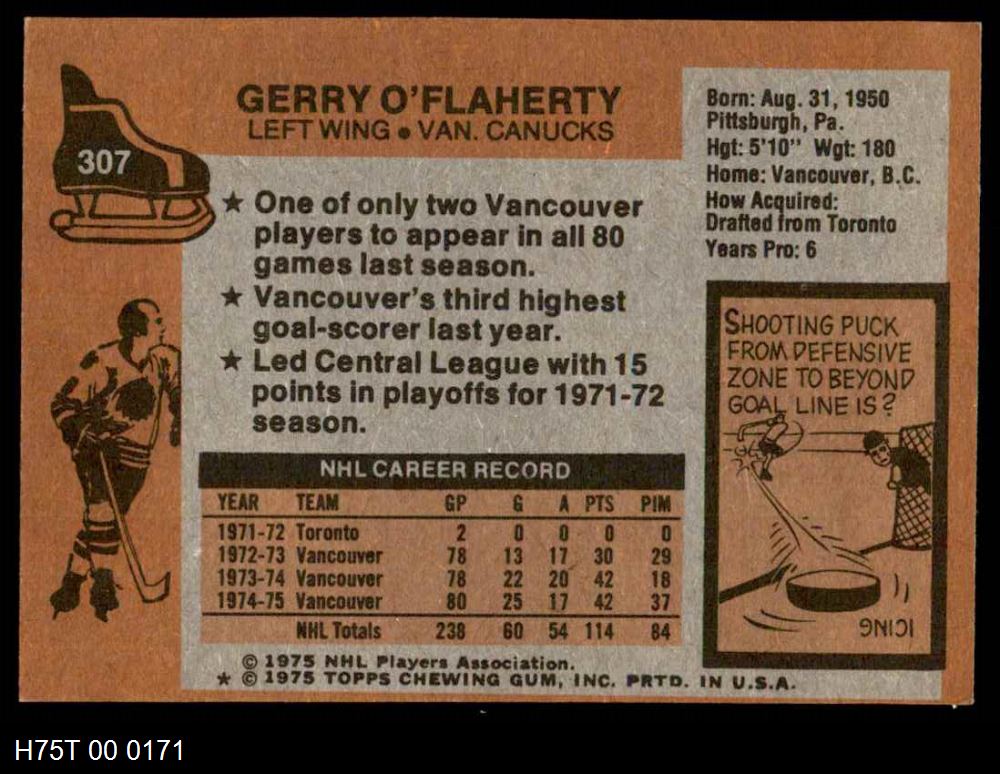 307
GERRY O'FLAHERTY
LEFT WING ● VAN. CANUCKS
★ One of only two Vancouver
players to appear in all 80
games last season.
★ Vancouver's third highest
goal-scorer last year.
★ Led Central League with 15
points in playoffs for 1971-72
season.
Born: Aug. 31, 1950
Pittsburgh, Pa.
Hgt: 5'10" Wgt: 180
Home: Vancouver, B.C.
How Acquired:
Drafted from Toronto
Years Pro: 6
SHOOTING PUCK
FROM DEFENSIVE
ZONE TO BEYOND
GOAL LINE IS?
ICING
NHL CAREER RECORD
YEAR TEAM GP G A PTS PIM
1971-72 Toronto 2 0 0 0 0
1972-73 Vancouver 78 13 17 30 29
1973-74 Vancouver 78 22 20 42 18
1974-75 Vancouver 80 25 17 42 37
NHL Totals 238 60 54 114 84
© 1975 NHL Players Association.
★ © 1975 TOPPS CHEWING GUM, INC. PRTD. IN U.S.A.
H75T 00 0171